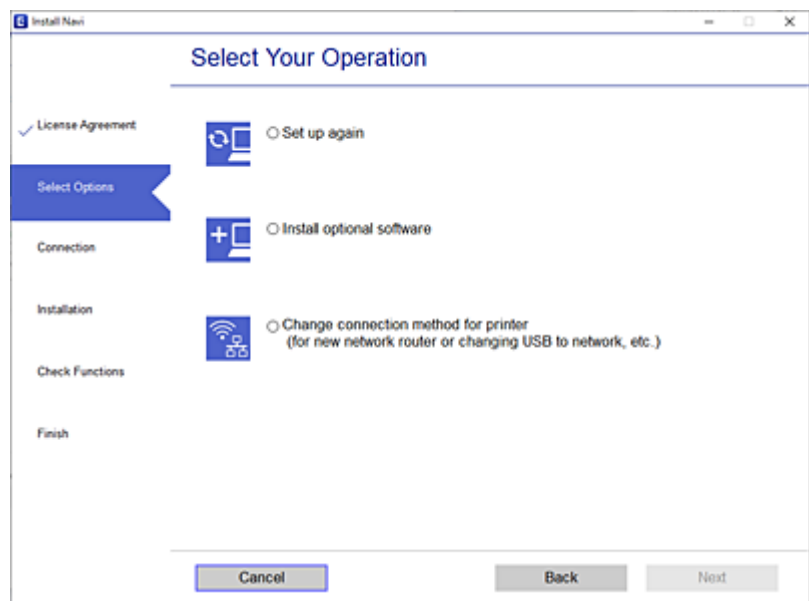 Install Navi
Select Your Operation
License Agreement
Select Options
Connection
Installation
Check Functions
Finish
Set up again
Install optional software
Change connection method for printer
(for new network router or changing USB to network, etc.)
Cancel
Back
Next